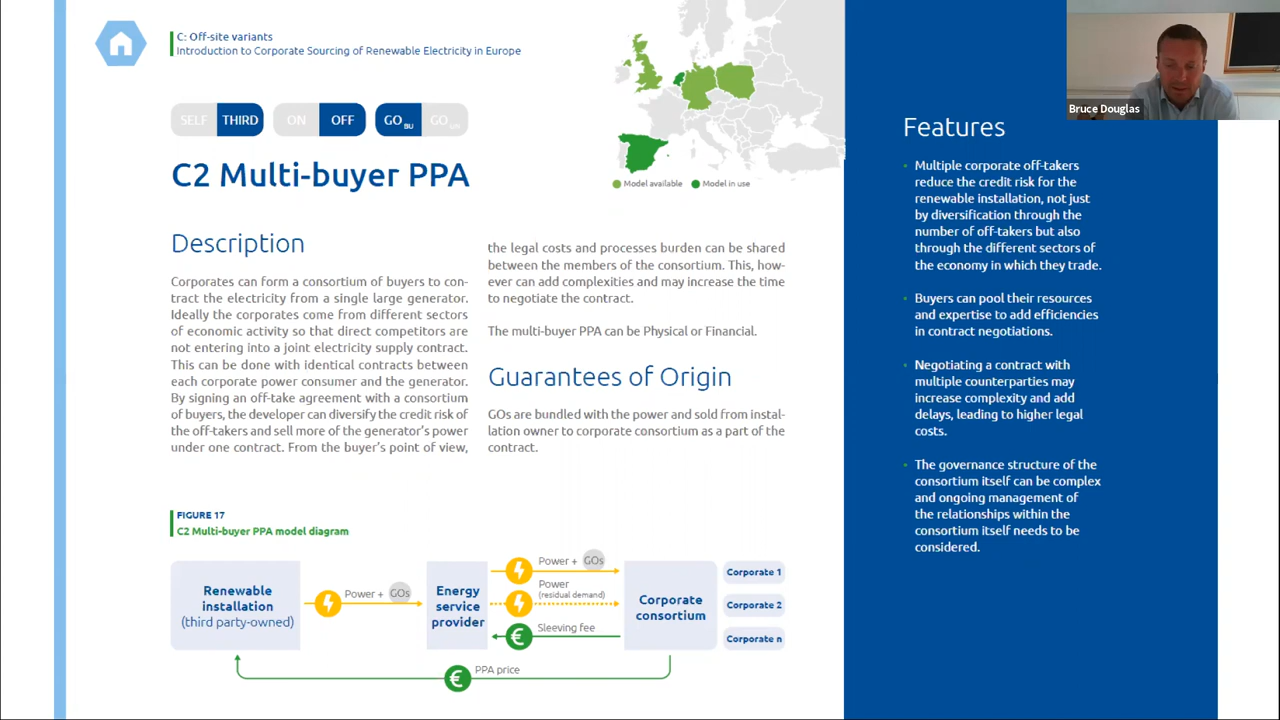 C: Off-site variants
Introduction to Corporate Sourcing of Renewable Electricity in Europe
SELF THIRD ON OFF GO BU GO UN
C2 Multi-buyer PPA
Model available Model in use
Description
Corporates can form a consortium of buyers to con-
tract the electricity from a single large generator.
Ideally the corporates come from different sectors
of economic activity so that direct competitors are
not entering into a joint electricity supply contract.
This can be done with identical contracts between
each corporate power consumer and the generator.
By signing an off-take agreement with a consortium
of buyers, the developer can diversify the credit risk of
the off-takers and sell more of the generator's power
under one contract. From the buyer's point of view,
the legal costs and processes burden can be shared
between the members of the consortium. This, how-
ever can add complexities and may increase the time
to negotiate the contract.
The multi-buyer PPA can be Physical or Financial.
Guarantees of Origin
GOs are bundled with the power and sold from instal-
lation owner to corporate consortium as a part of the
contract.
FIGURE 17
C2 Multi-buyer PPA model diagram
Renewable
installation
(third party-owned)
Power + GOs
Energy
service
provider
Power + GOs
Power
(residual demand)
Sleeving fee
€
Corporate
consortium
Corporate 1
Corporate 2
Corporate n
€ PPA price
Bruce Douglas
Features
• Multiple corporate off-takers
reduce the credit risk for the
renewable installation, not just
by diversification through the
number of off-takers but also
through the different sectors of
the economy in which they trade.
• Buyers can pool their resources
and expertise to add efficiencies
in contract negotiations.
• Negotiating a contract with
multiple counterparties may
increase complexity and add
delays, leading to higher legal
costs.
• The governance structure of the
consortium itself can be complex
and ongoing management of
the relationships within the
consortium itself needs to be
considered.